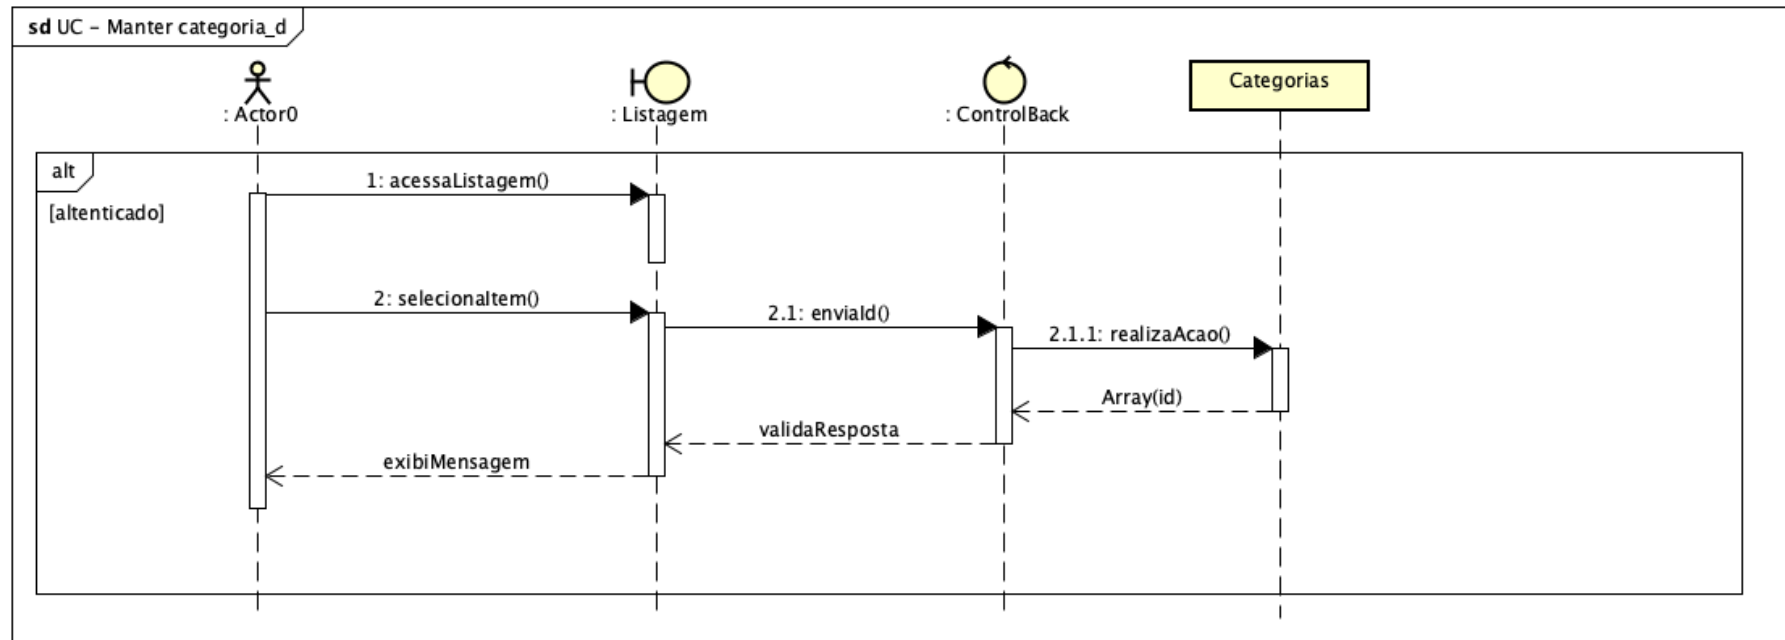 sd UC - Manter categoria_d
: Actor0
: Listagem
: ControlBack
Categorias
alt
[altenticado]
1: acessaListagem()
2: selecionaItem()
2.1: enviaId()
2.1.1: realizaAcao()
Array(id)
validaResposta
exibiMensagem